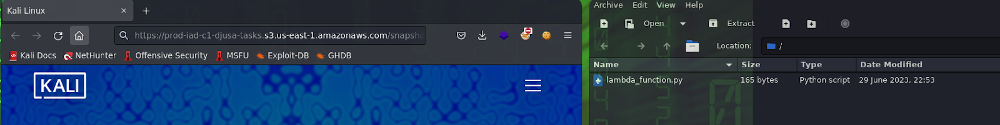 Kali Linux
https://prod-iad-c1-djusa-tasks.s3.us-east-1.amazonaws.com/snapsho
Kali Docs NetHunter Offensive Security MSFU Exploit-DB GHDB
KALI
Archive Edit View Help
Open Extract
Location: /
Name Size Type Date Modified
lambda_function.py 165 bytes Python script 29 June 2023, 22:53